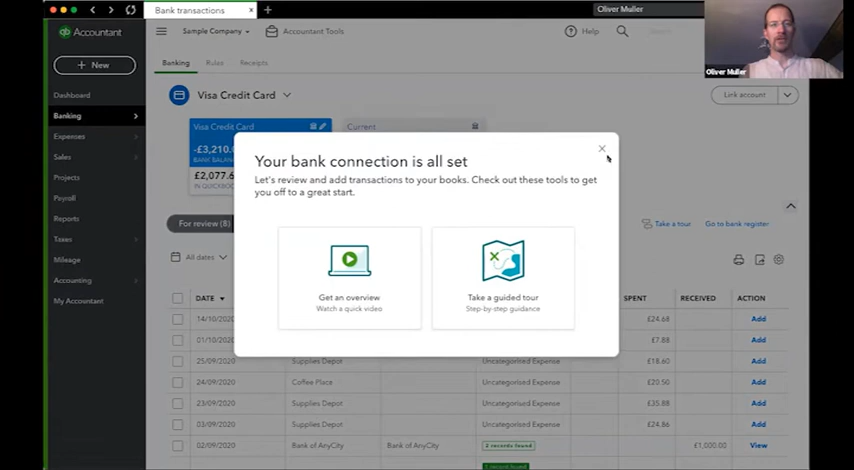 Bank transactions ×
+
Oliver Muller
Accountant
Sample Company
Accountant Tools
Help
Search
+ New
Dashboard
Banking
Expenses
Sales
Projects
Payroll
Reports
Taxes
Mileage
Accounting
My Accountant
Banking
Rules
Receipts
Visa Credit Card
Link account
Visa Credit Card
Current
-£3,210.
BANK BALAN
£2,077.6
IN QUICKBOO
Your bank connection is all set
Let's review and add transactions to your books. Check out these tools to get
you off to a great start.
Get an overview
Watch a quick video
Take a guided tour
Step-by-step guidance
For review (8)
Take a tour
Go to bank register
All dates
DATE
SPENT
RECEIVED
ACTION
14/10/2020
£24.68
Add
01/10/2020
£7.88
Add
25/09/2020
Supplies Depot
Uncategorised Expense
£18.60
Add
24/09/2020
Coffee Place
Uncategorised Expense
£20.50
Add
23/09/2020
Supplies Depot
Uncategorised Expense
£35.88
Add
03/09/2020
Supplies Depot
Uncategorised Expense
£24.86
Add
02/09/2020
Bank of AnyCity
Bank of AnyCity
2 records found
£1,000.00
View
Oliver Muller